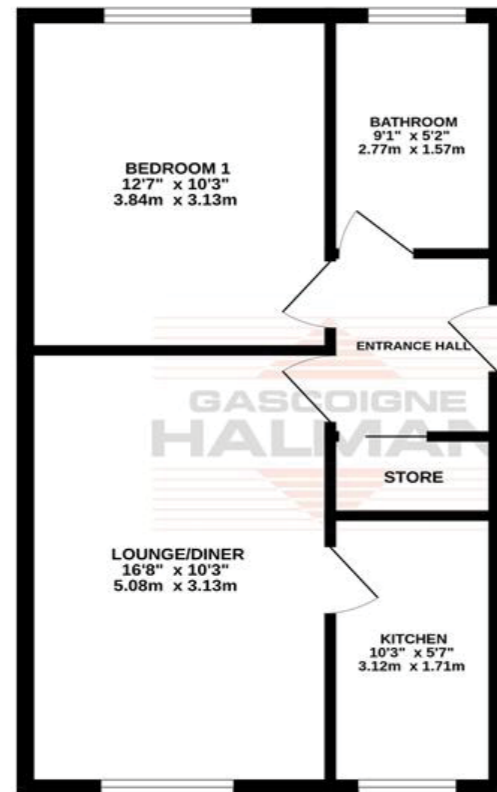 BATHROOM
9'1" x 5'2"
2.77m x 1.57m
BEDROOM 1
12'7" x 10'3"
3.84m x 3.13m
ENTRANCE HALL
GASCOIGNE
HALMAN
STORE
LOUNGE/DINER
16'8" x 10'3"
5.08m x 3.13m
KITCHEN
10'3" x 5'7"
3.12m x 1.71m